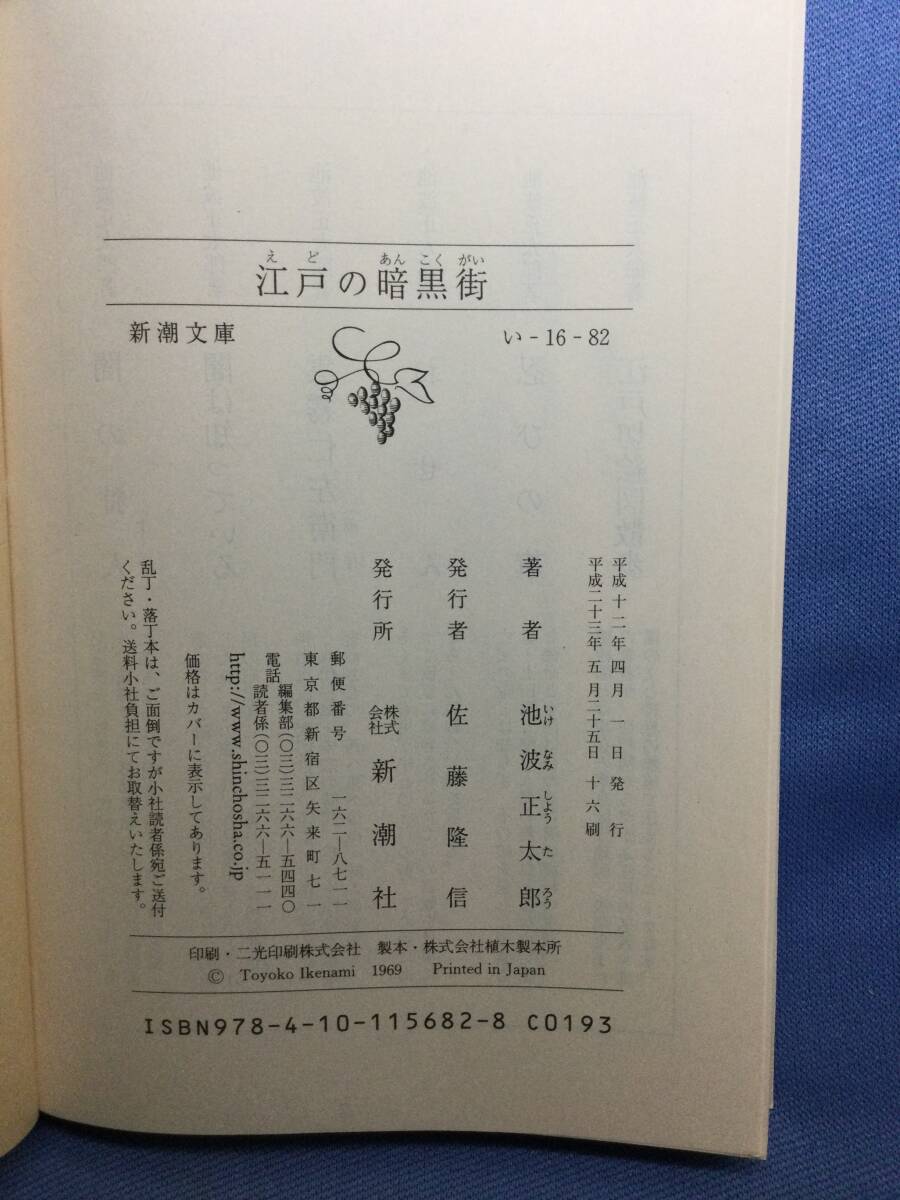 江戸の暗黒街
えど あんこくがい
新潮文庫 い-16-82
平成十二年四月一日発行
平成二十三年五月二十五日十六刷
著者 池波正太郎
いけなみしょうたろう
発行者 佐藤隆信
発行所 株式会社 新潮社
郵便番号 一六二―八七一一
東京都新宿区矢来町七一
電話 編集部(〇三)三二六六―五四四〇
読者係(〇三)三二六六―五一一一
http://www.shinchosha.co.jp
価格はカバーに表示してあります。
乱丁・落丁本は、ご面倒ですが小社読者係宛ご送付
ください。送料小社負担にてお取替えいたします。
印刷・二光印刷株式会社 製本・株式会社植木製本所
© Toyoko Ikenami 1969 Printed in Japan
ISBN978-4-10-115682-8 C0193